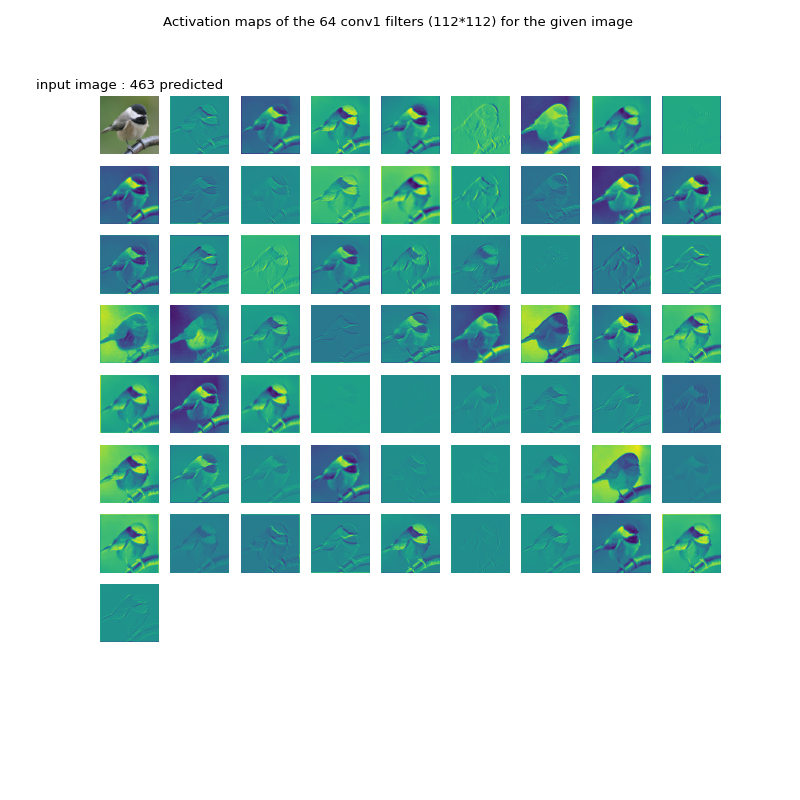 Activation maps of the 64 conv1 filters (112*112) for the given image
input image : 463 predicted